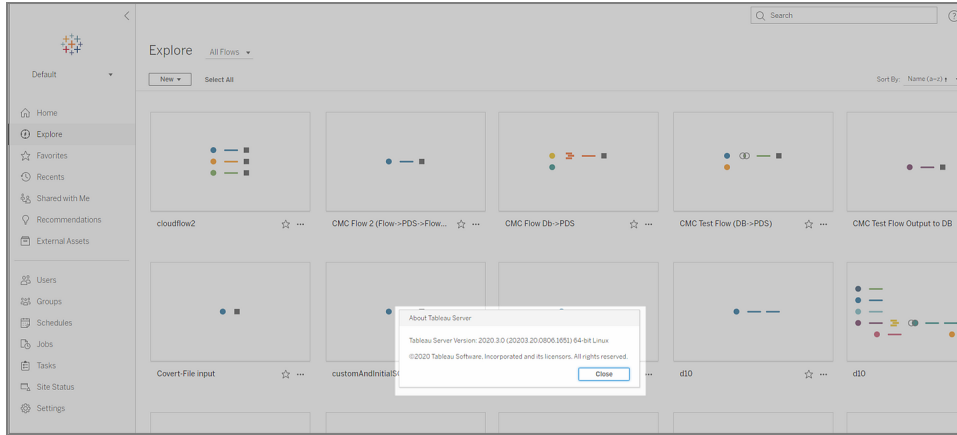 Search
Explore
All Flows
Default
New
Select All
Sort By: Name (a–z)
Home
Explore
Favorites
Recents
Shared with Me
Recommendations
External Assets
cloudflow2
CMC Flow 2 (Flow->PDS->Flow...
CMC Flow Db->PDS
CMC Test Flow (DB->PDS)
CMC Test Flow Output to DB
Users
Groups
Schedules
Jobs
Tasks
Site Status
Settings
About Tableau Server
Tableau Server Version: 2020.3.0 (20203.20.0806.1651) 64-bit Linux
©2020 Tableau Software, Incorporated and its licensors. All rights reserved.
Close
Covert-File input
d10
d10